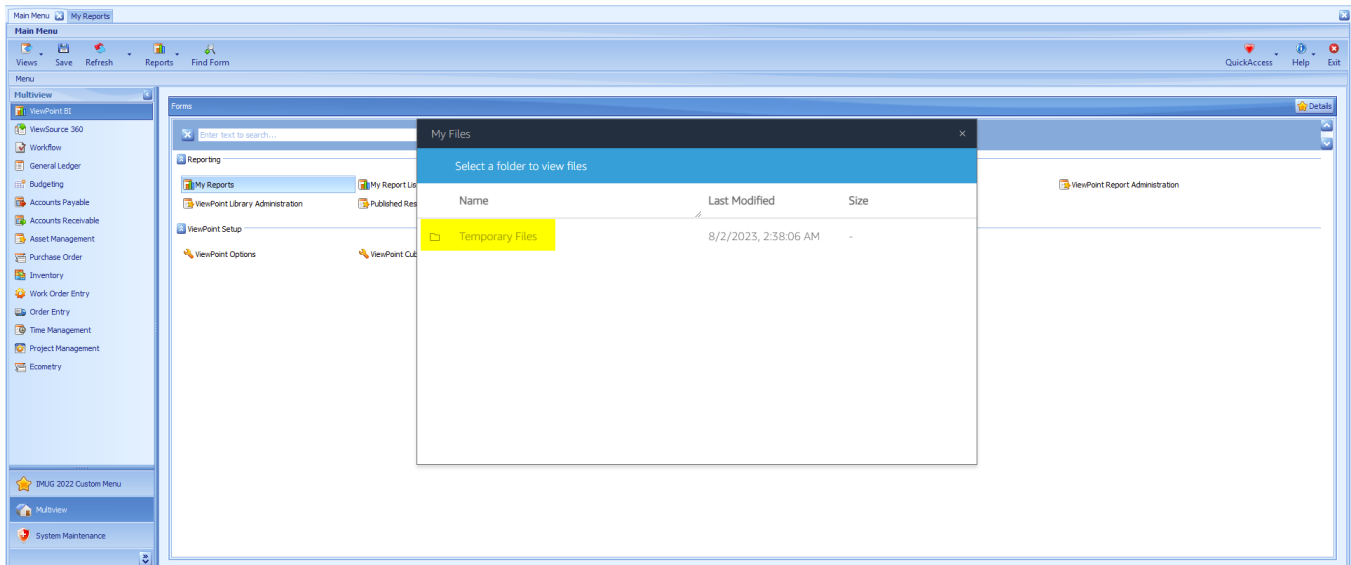 Main Menu My Reports
Main Menu
Views Save Refresh Reports Find Form QuickAccess Help Exit
Menu
Multiview
ViewPoint BI
ViewSource 360
Workflow
General Ledger
Budgeting
Accounts Payable
Accounts Receivable
Asset Management
Purchase Order
Inventory
Work Order Entry
Order Entry
Time Management
Project Management
Ecometry
IMUG 2022 Custom Menu
Multiview
System Maintenance
Forms Details
Enter text to search...
Reporting
My Reports My Report Lis ViewPoint Report Administration
ViewPoint Library Administration Published Res
ViewPoint Setup
ViewPoint Options ViewPoint Cub
My Files
Select a folder to view files
Name Last Modified Size
Temporary Files 8/2/2023, 2:38:06 AM -